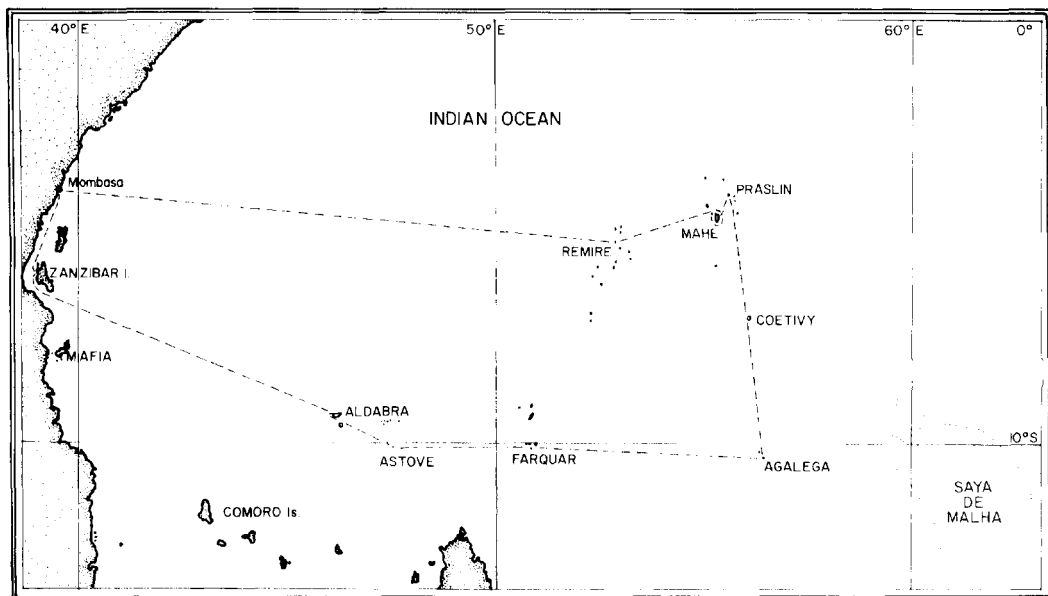 40°E
50°E
60°E
0°
INDIAN OCEAN
Mombasa
PRASLIN
MAHE
REMIRE
ZANZIBAR I.
COETIVY
MAFIA
ALDABRA
10°S
ASTOVE
FARQUAR
AGALEGA
SAYA
DE
MALHA
COMORO Is.